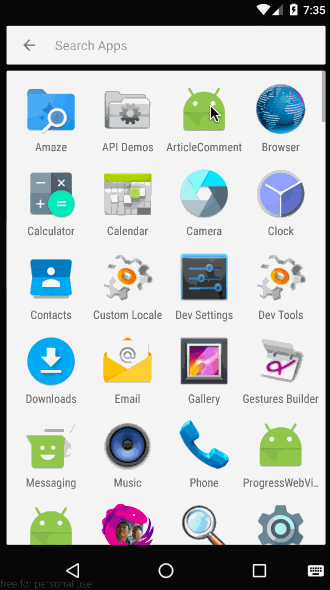 7:35
Search Apps
Amaze API Demos ArticleComment Browser
Calculator Calendar Camera Clock
Contacts Custom Locale Dev Settings Dev Tools
Downloads Email Gallery Gestures Builder
Messaging Music Phone ProgressWebVi..
free for personal use